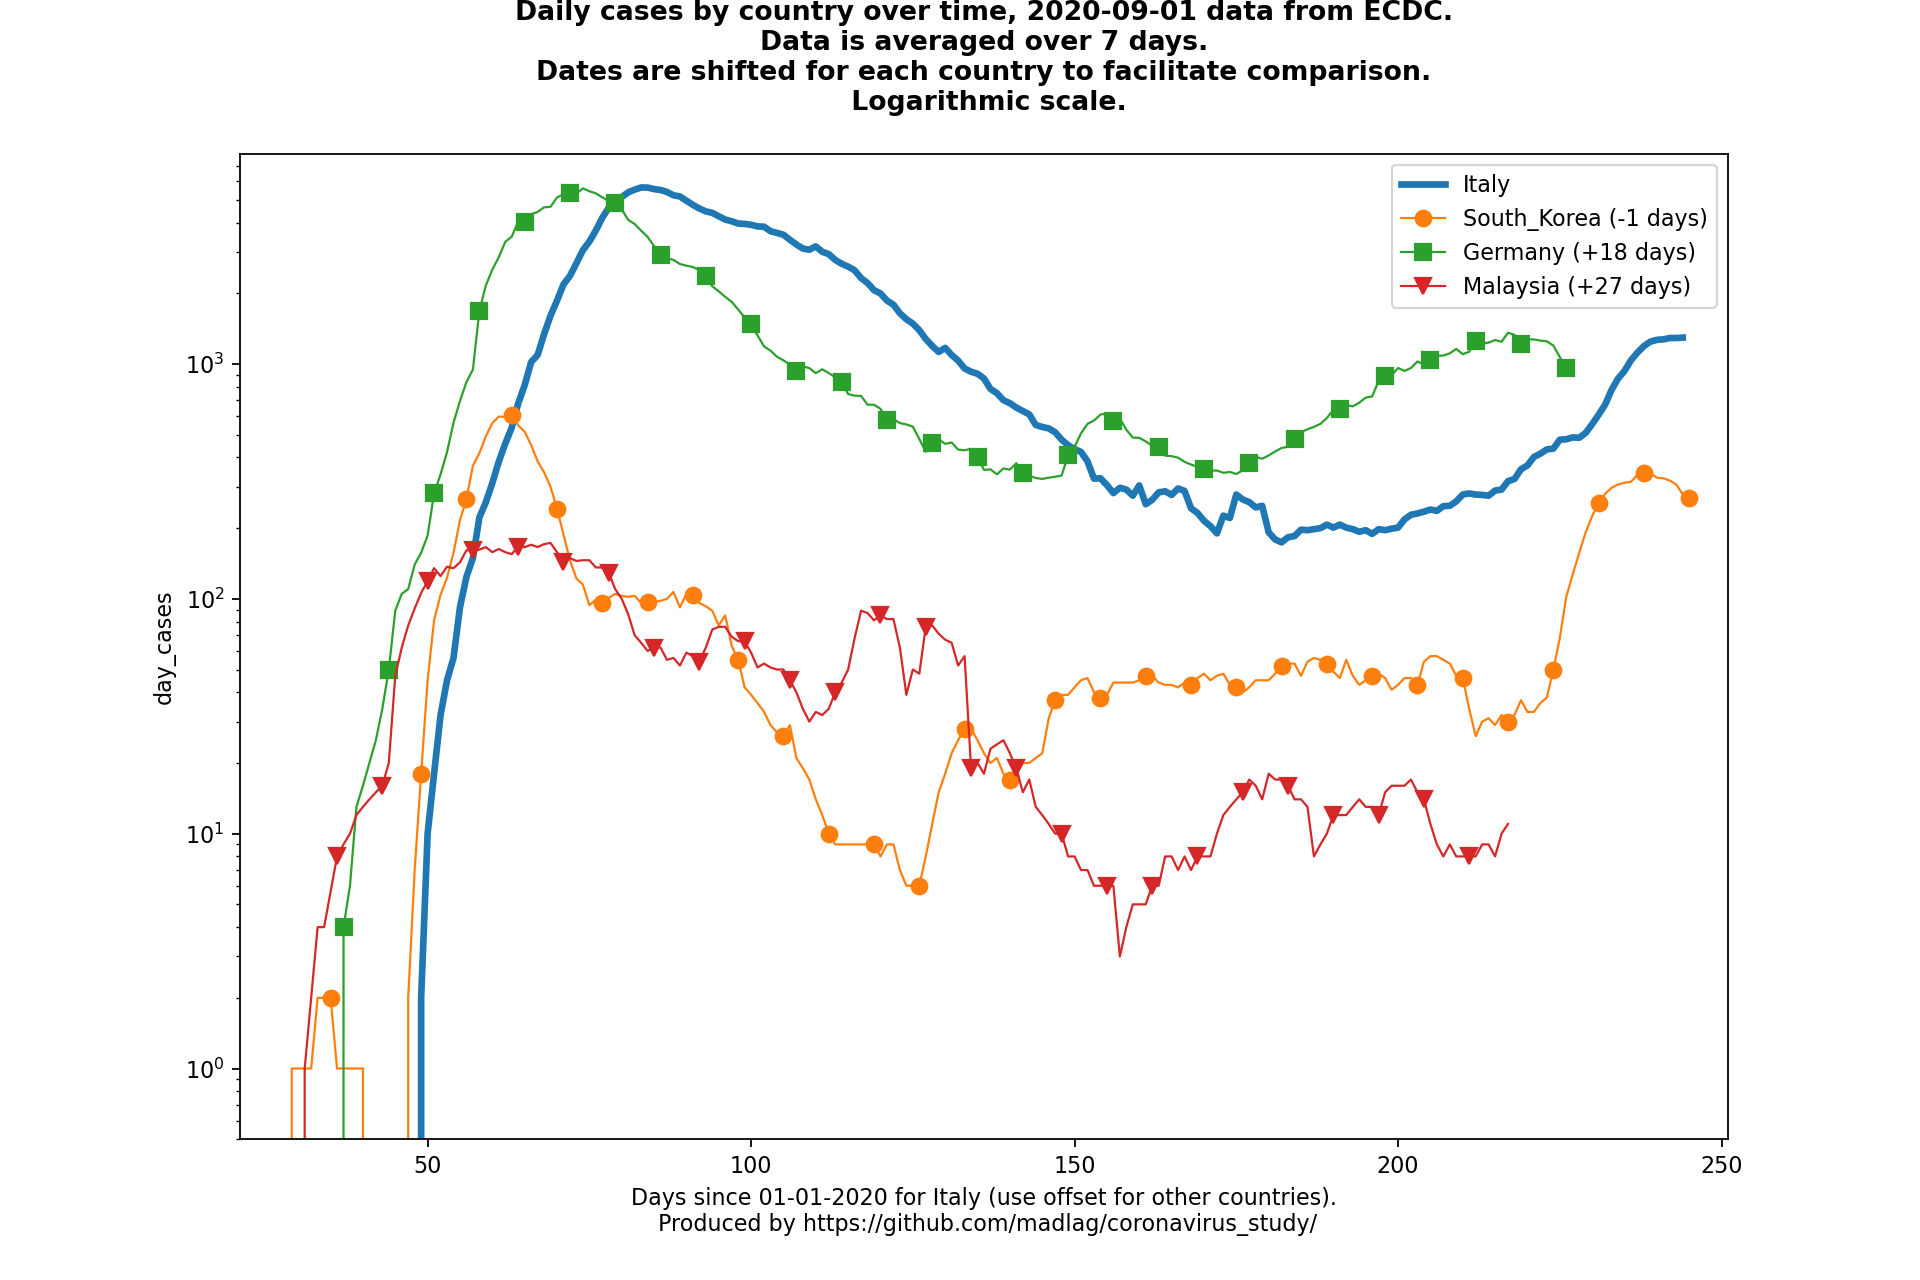 Daily cases by country over time, 2020-09-01 data from ECDC.
Data is averaged over 7 days.
Dates are shifted for each country to facilitate comparison.
Logarithmic scale.
Italy
South_Korea (-1 days)
Germany (+18 days)
Malaysia (+27 days)
day_cases
10³
10²
10¹
10⁰
50 100 150 200 250
Days since 01-01-2020 for Italy (use offset for other countries).
Produced by https://github.com/madlag/coronavirus_study/